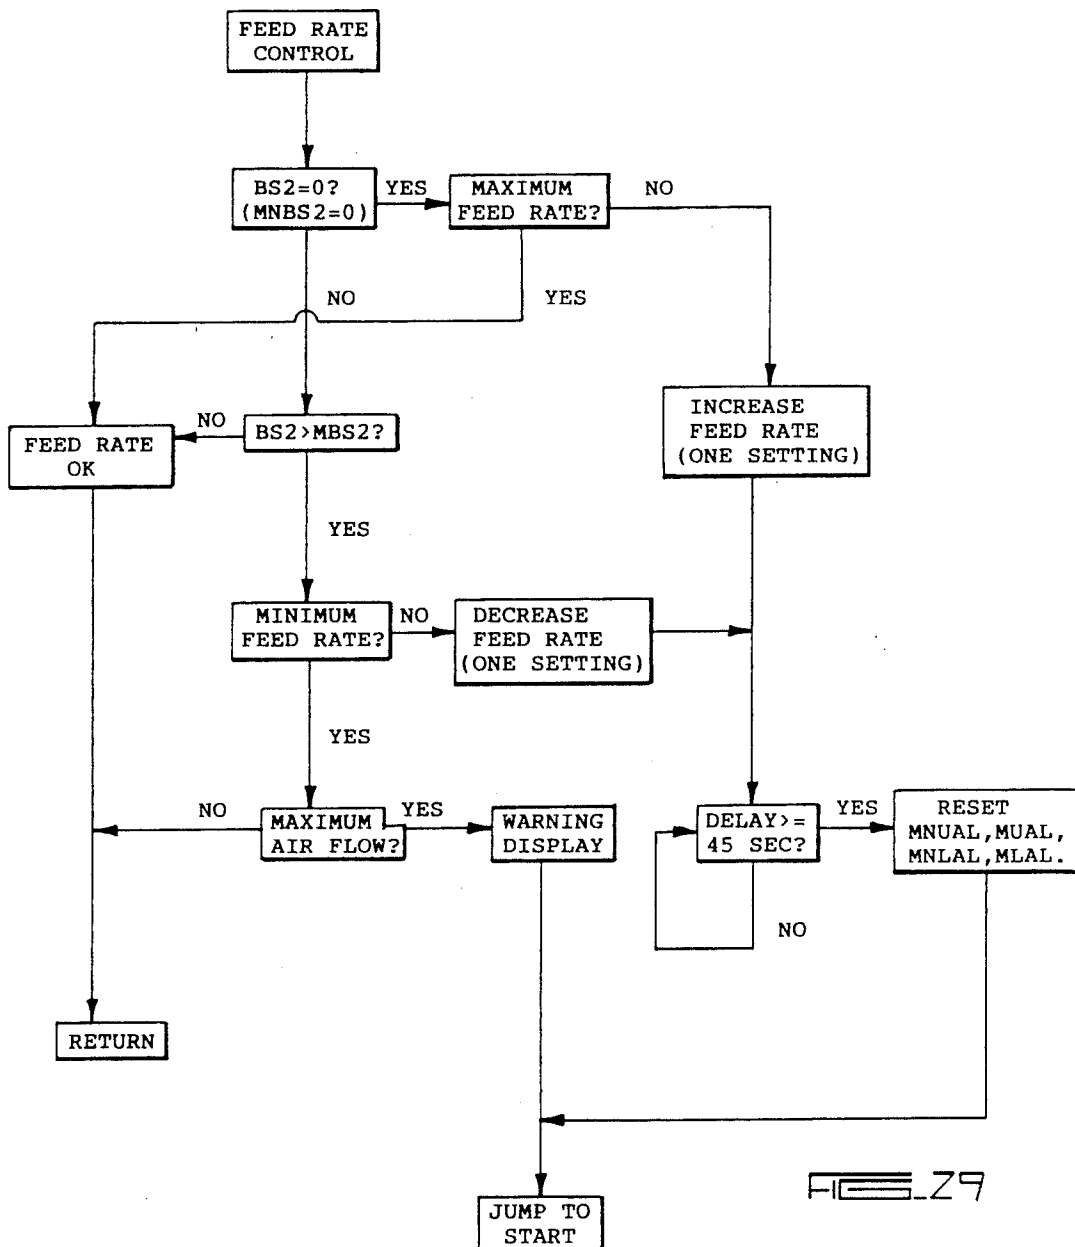 FEED RATE
CONTROL
BS2=0?
(MNBS2=0)
YES
MAXIMUM
FEED RATE?
NO
NO
YES
INCREASE
FEED RATE
(ONE SETTING)
FEED RATE
OK
NO
BS2>MBS2?
YES
MINIMUM
FEED RATE?
NO
DECREASE
FEED RATE
(ONE SETTING)
YES
NO
MAXIMUM
AIR FLOW?
YES
WARNING
DISPLAY
DELAY>=
45 SEC?
YES
RESET
MNUAL,MUAL,
MNLAL,MLAL.
NO
RETURN
JUMP TO
START
FIG_29